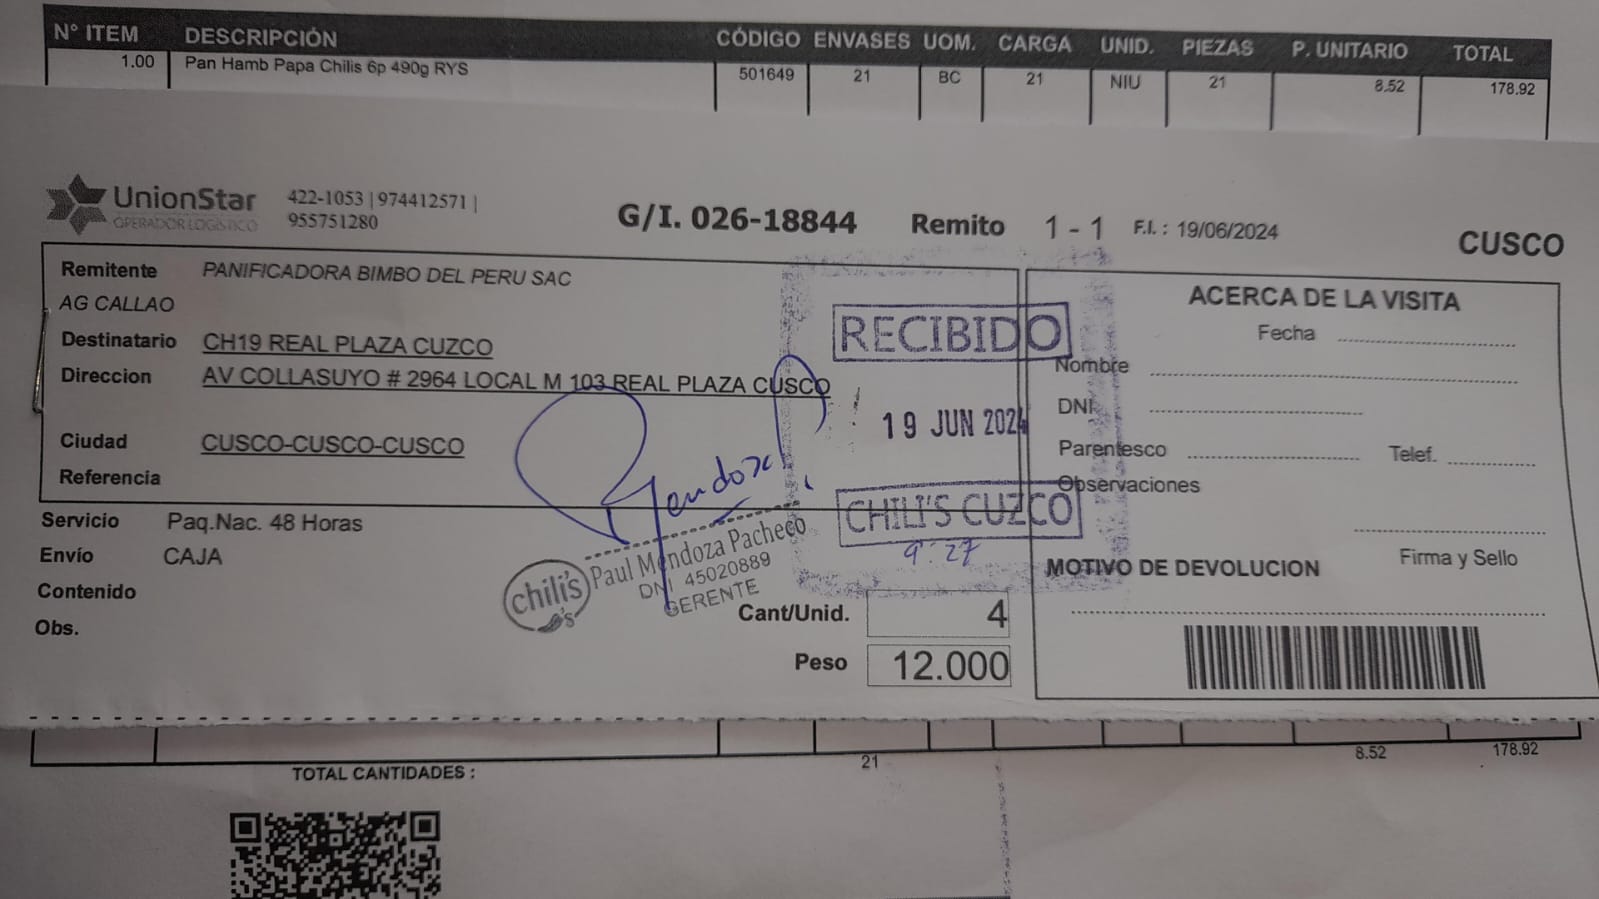 N° ITEM DESCRIPCIÓN CÓDIGO ENVASES UOM. CARGA UNID. PIEZAS P. UNITARIO TOTAL
1.00 Pan Hamb Papa Chilis 6p 490g RYS 501649 21 BC 21 NIU 21 8.52 178.92
UnionStar 422-1053 | 974412571 |
OPERADOR LOGÍSTICO 955751280
G/I. 026-18844 Remito 1 - 1 F.I. : 19/06/2024 CUSCO
Remitente PANIFICADORA BIMBO DEL PERU SAC
AG CALLAO
Destinatario CH19 REAL PLAZA CUZCO
Direccion AV COLLASUYO # 2964 LOCAL M 103 REAL PLAZA CUSCO
Ciudad CUSCO-CUSCO-CUSCO
Referencia
Servicio Paq.Nac. 48 Horas
Envío CAJA
Contenido
Obs.
RECIBIDO
19 JUN 2024
CHILI'S CUZCO
9:27
Mendoza
chili's
Paul Mendoza Pacheco
DNI 45020889
GERENTE
Cant/Unid. 4
Peso 12.000
ACERCA DE LA VISITA
Fecha
Nombre
DNI
Parentesco Telef.
Observaciones
Firma y Sello
MOTIVO DE DEVOLUCION
8.52 178.92
TOTAL CANTIDADES : 21